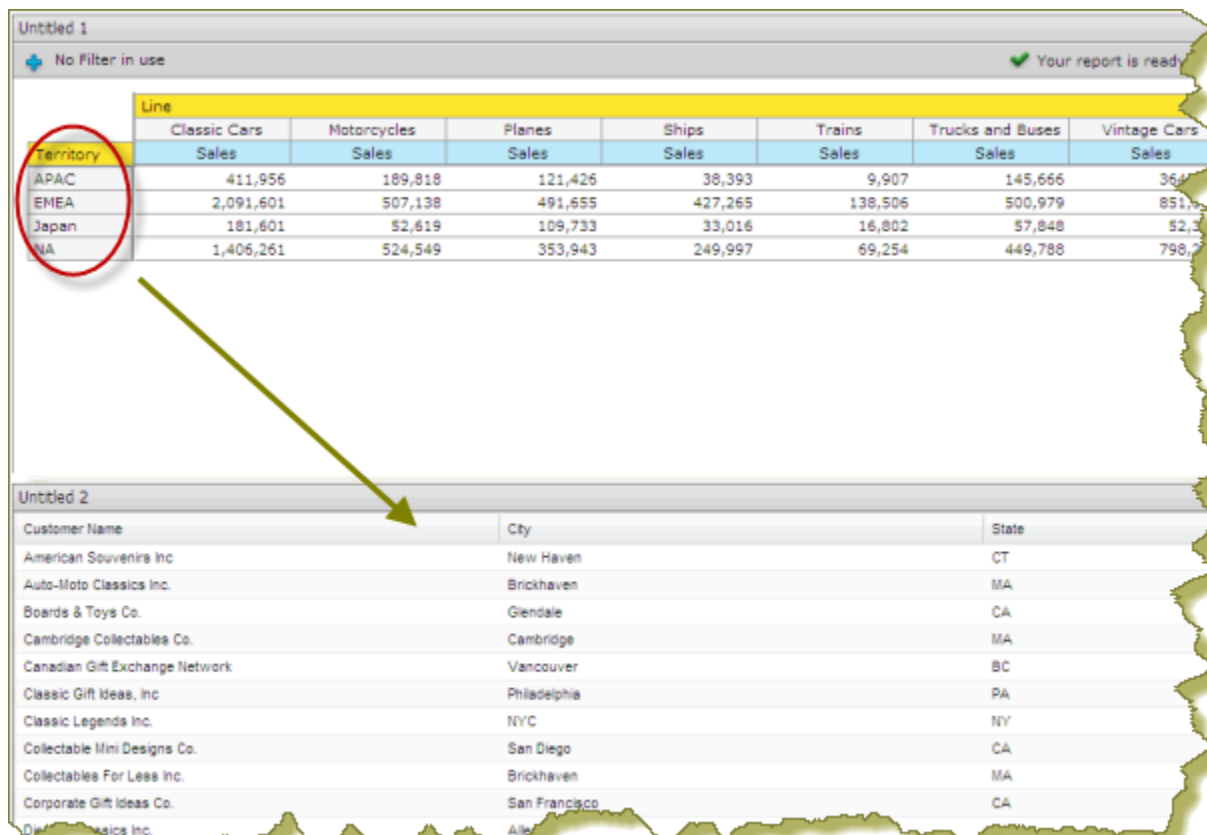 Untitled 1
No Filter in use Your report is ready
Line
Classic Cars Motorcycles Planes Ships Trains Trucks and Buses Vintage Cars
Territory Sales Sales Sales Sales Sales Sales Sales
APAC 411,956 189,818 121,426 38,393 9,907 145,666
EMEA 2,091,601 507,138 491,655 427,265 138,506 500,979
Japan 181,601 52,619 109,733 33,016 16,802 57,848
NA 1,406,261 524,549 353,943 249,997 69,254 449,788
Untitled 2
Customer Name City State
American Souvenirs Inc New Haven CT
Auto-Moto Classics Inc. Brickhaven MA
Boards & Toys Co. Glendale CA
Cambridge Collectables Co. Cambridge MA
Canadian Gift Exchange Network Vancouver BC
Classic Gift Ideas, Inc Philadelphia PA
Classic Legends Inc. NYC NY
Collectable Mini Designs Co. San Diego CA
Collectables For Less Inc. Brickhaven MA
Corporate Gift Ideas Co. San Francisco CA
Inc.